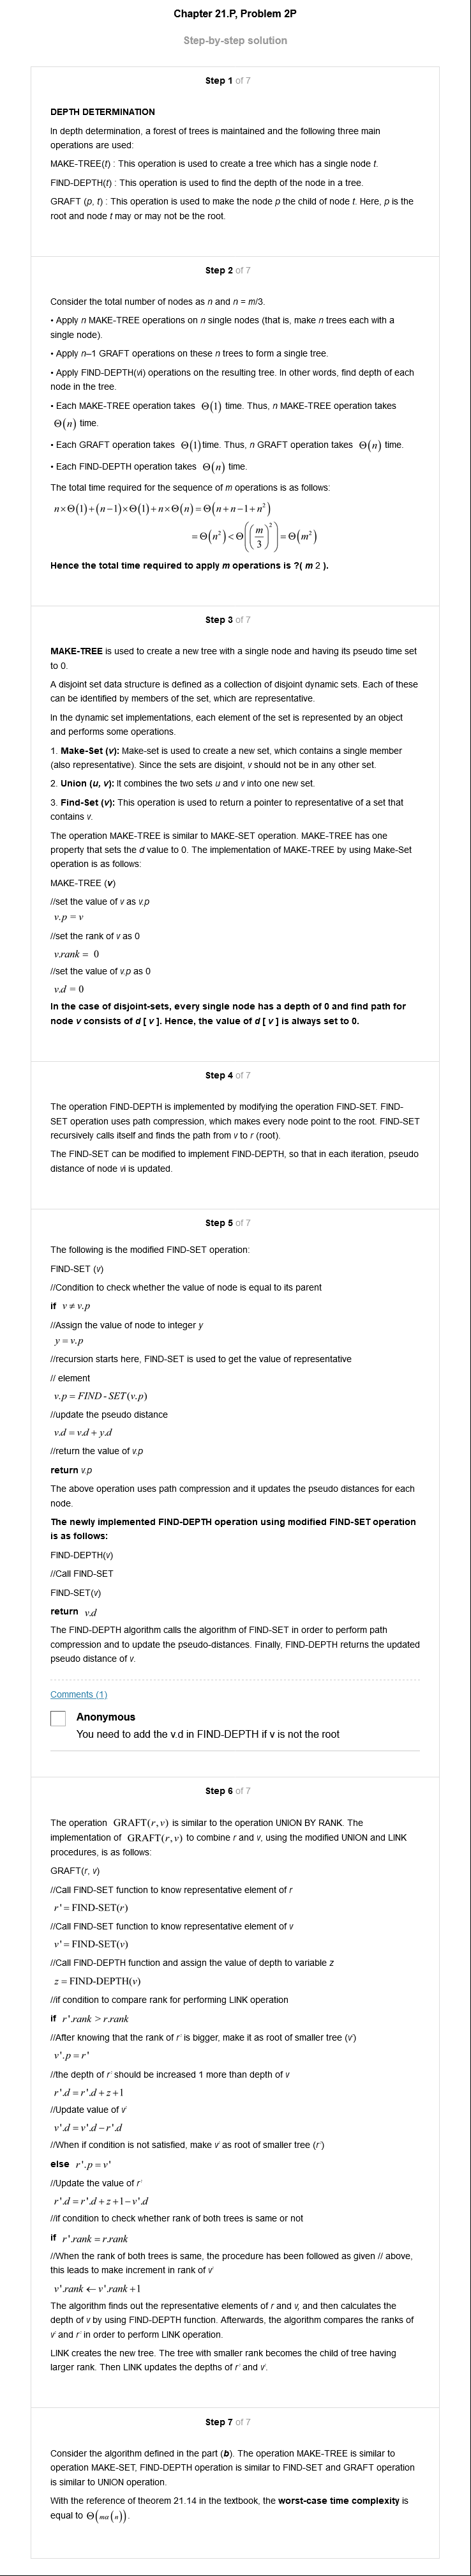 Chapter 21.P, Problem 2P
Step-by-step solution
Step 1 of 7
DEPTH DETERMINATION
In depth determination, a forest of trees is maintained and the following three main
operations are used:
MAKE-TREE(t) : This operation is used to create a tree which has a single node t.
FIND-DEPTH(t) : This operation is used to find the depth of the node in a tree.
GRAFT (p, t) : This operation is used to make the node p the child of node t. Here, p is the
root and node t may or may not be the root.
Step 2 of 7
Consider the total number of nodes as n and n = m/3.
• Apply n MAKE-TREE operations on n single nodes (that is, make n trees each with a
single node).
• Apply n–1 GRAFT operations on these n trees to form a single tree.
• Apply FIND-DEPTH(vi) operations on the resulting tree. In other words, find depth of each
node in the tree.
• Each MAKE-TREE operation takes Θ(1) time. Thus, n MAKE-TREE operation takes
Θ(n) time.
• Each GRAFT operation takes Θ(1) time. Thus, n GRAFT operation takes Θ(n) time.
• Each FIND-DEPTH operation takes Θ(n) time.
The total time required for the sequence of m operations is as follows:
n×Θ(1)+(n−1)×Θ(1)+n×Θ(n)=Θ(n+n−1+n²)
=Θ(n²)<Θ((m/3)²)=Θ(m²)
Hence the total time required to apply m operations is ?( m 2 ).
Step 3 of 7
MAKE-TREE is used to create a new tree with a single node and having its pseudo time set
to 0.
A disjoint set data structure is defined as a collection of disjoint dynamic sets. Each of these
can be identified by members of the set, which are representative.
In the dynamic set implementations, each element of the set is represented by an object
and performs some operations.
1. Make-Set (v): Make-set is used to create a new set, which contains a single member
(also representative). Since the sets are disjoint, v should not be in any other set.
2. Union (u, v): It combines the two sets u and v into one new set.
3. Find-Set (v): This operation is used to return a pointer to representative of a set that
contains v.
The operation MAKE-TREE is similar to MAKE-SET operation. MAKE-TREE has one
property that sets the d value to 0. The implementation of MAKE-TREE by using Make-Set
operation is as follows:
MAKE-TREE (v)
//set the value of v as v.p
v.p = v
//set the rank of v as 0
v.rank = 0
//set the value of v.p as 0
v.d = 0
In the case of disjoint-sets, every single node has a depth of 0 and find path for
node v consists of d [ v ]. Hence, the value of d [ v ] is always set to 0.
Step 4 of 7
The operation FIND-DEPTH is implemented by modifying the operation FIND-SET. FIND-
SET operation uses path compression, which makes every node point to the root. FIND-SET
recursively calls itself and finds the path from v to r (root).
The FIND-SET can be modified to implement FIND-DEPTH, so that in each iteration, pseudo
distance of node vi is updated.
Step 5 of 7
The following is the modified FIND-SET operation:
FIND-SET (v)
//Condition to check whether the value of node is equal to its parent
if v ≠ v.p
//Assign the value of node to integer y
y = v.p
//recursion starts here, FIND-SET is used to get the value of representative
// element
v.p = FIND - SET(v.p)
//update the pseudo distance
v.d = v.d + y.d
//return the value of v.p
return v.p
The above operation uses path compression and it updates the pseudo distances for each
node.
The newly implemented FIND-DEPTH operation using modified FIND-SET operation
is as follows:
FIND-DEPTH(v)
//Call FIND-SET
FIND-SET(v)
return v.d
The FIND-DEPTH algorithm calls the algorithm of FIND-SET in order to perform path
compression and to update the pseudo-distances. Finally, FIND-DEPTH returns the updated
pseudo distance of v.
Comments (1)
Anonymous
You need to add the v.d in FIND-DEPTH if v is not the root
Step 6 of 7
The operation GRAFT(r, v) is similar to the operation UNION BY RANK. The
implementation of GRAFT(r, v) to combine r and v, using the modified UNION and LINK
procedures, is as follows:
GRAFT(r, v)
//Call FIND-SET function to know representative element of r
r' = FIND-SET(r)
//Call FIND-SET function to know representative element of v
v' = FIND-SET(v)
//Call FIND-DEPTH function and assign the value of depth to variable z
z = FIND-DEPTH(v)
//if condition to compare rank for performing LINK operation
if r'.rank > r.rank
//After knowing that the rank of r' is bigger, make it as root of smaller tree (v')
v'.p = r'
//the depth of r' should be increased 1 more than depth of v
r'.d = r'.d + z + 1
//Update value of v'
v'.d = v'.d − r'.d
//When if condition is not satisfied, make v' as root of smaller tree (r')
else r'.p = v'
//Update the value of r'
r'.d = r'.d + z + 1 − v'.d
//if condition to check whether rank of both trees is same or not
if r'.rank = r.rank
//When the rank of both trees is same, the procedure has been followed as given // above,
this leads to make increment in rank of v'
v'.rank ← v'.rank + 1
The algorithm finds out the representative elements of r and v, and then calculates the
depth of v by using FIND-DEPTH function. Afterwards, the algorithm compares the ranks of
v' and r' in order to perform LINK operation.
LINK creates the new tree. The tree with smaller rank becomes the child of tree having
larger rank. Then LINK updates the depths of r' and v'.
Step 7 of 7
Consider the algorithm defined in the part (b). The operation MAKE-TREE is similar to
operation MAKE-SET, FIND-DEPTH operation is similar to FIND-SET and GRAFT operation
is similar to UNION operation.
With the reference of theorem 21.14 in the textbook, the worst-case time complexity is
equal to Θ(mα(n)).